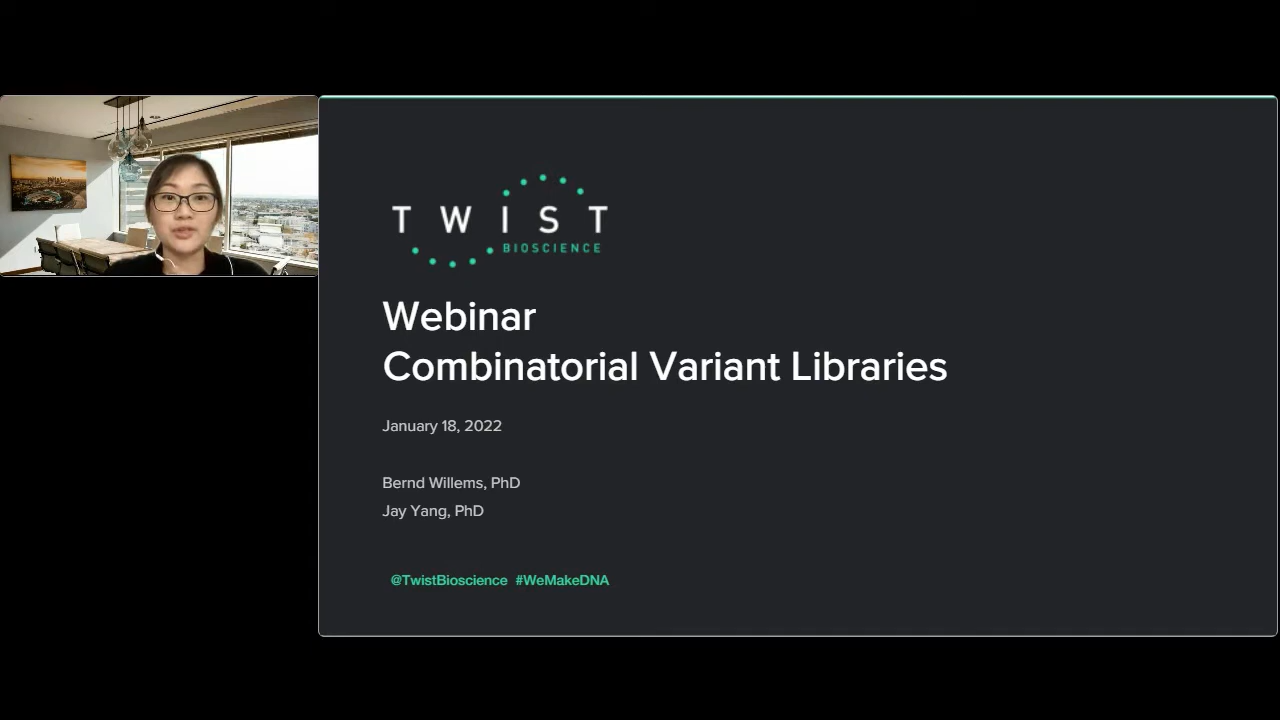 TWIST
BIOSCIENCE
Webinar
Combinatorial Variant Libraries
January 18, 2022
Bernd Willems, PhD
Jay Yang, PhD
@TwistBioscience #WeMakeDNA